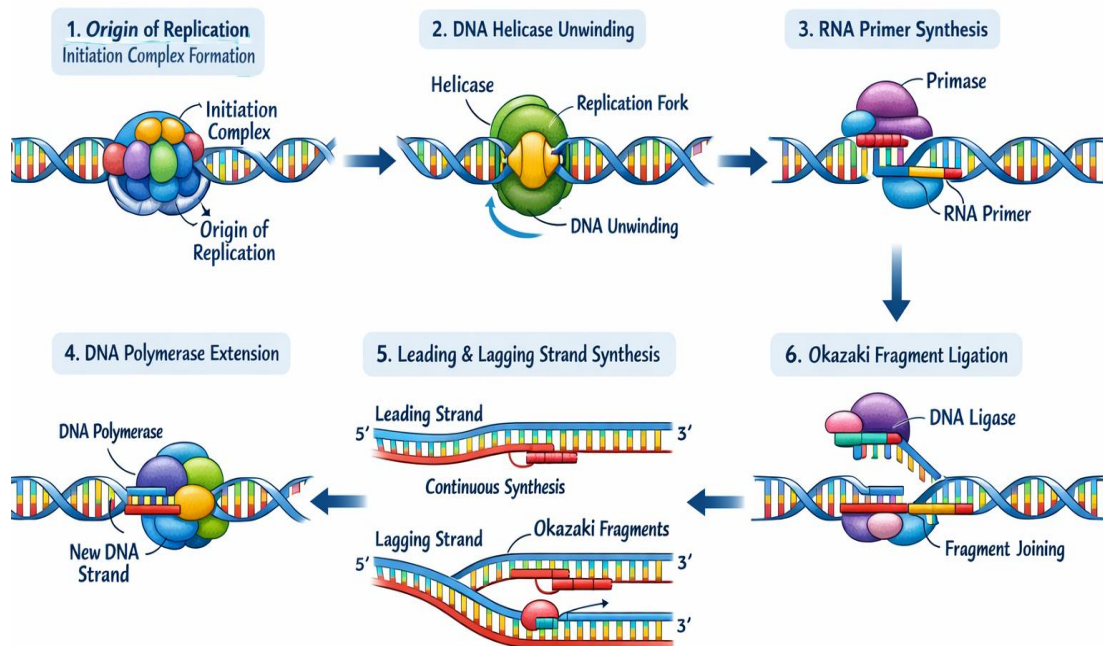 1. Origin of Replication
Initiation Complex Formation
Initiation
Complex
Origin of
Replication
2. DNA Helicase Unwinding
Helicase
Replication Fork
DNA Unwinding
3. RNA Primer Synthesis
Primase
RNA Primer
4. DNA Polymerase Extension
DNA Polymerase
New DNA
Strand
5. Leading & Lagging Strand Synthesis
Leading Strand
5′
3′
Continuous Synthesis
Lagging Strand
Okazaki Fragments
5′
3′
3′
6. Okazaki Fragment Ligation
DNA Ligase
Fragment Joining